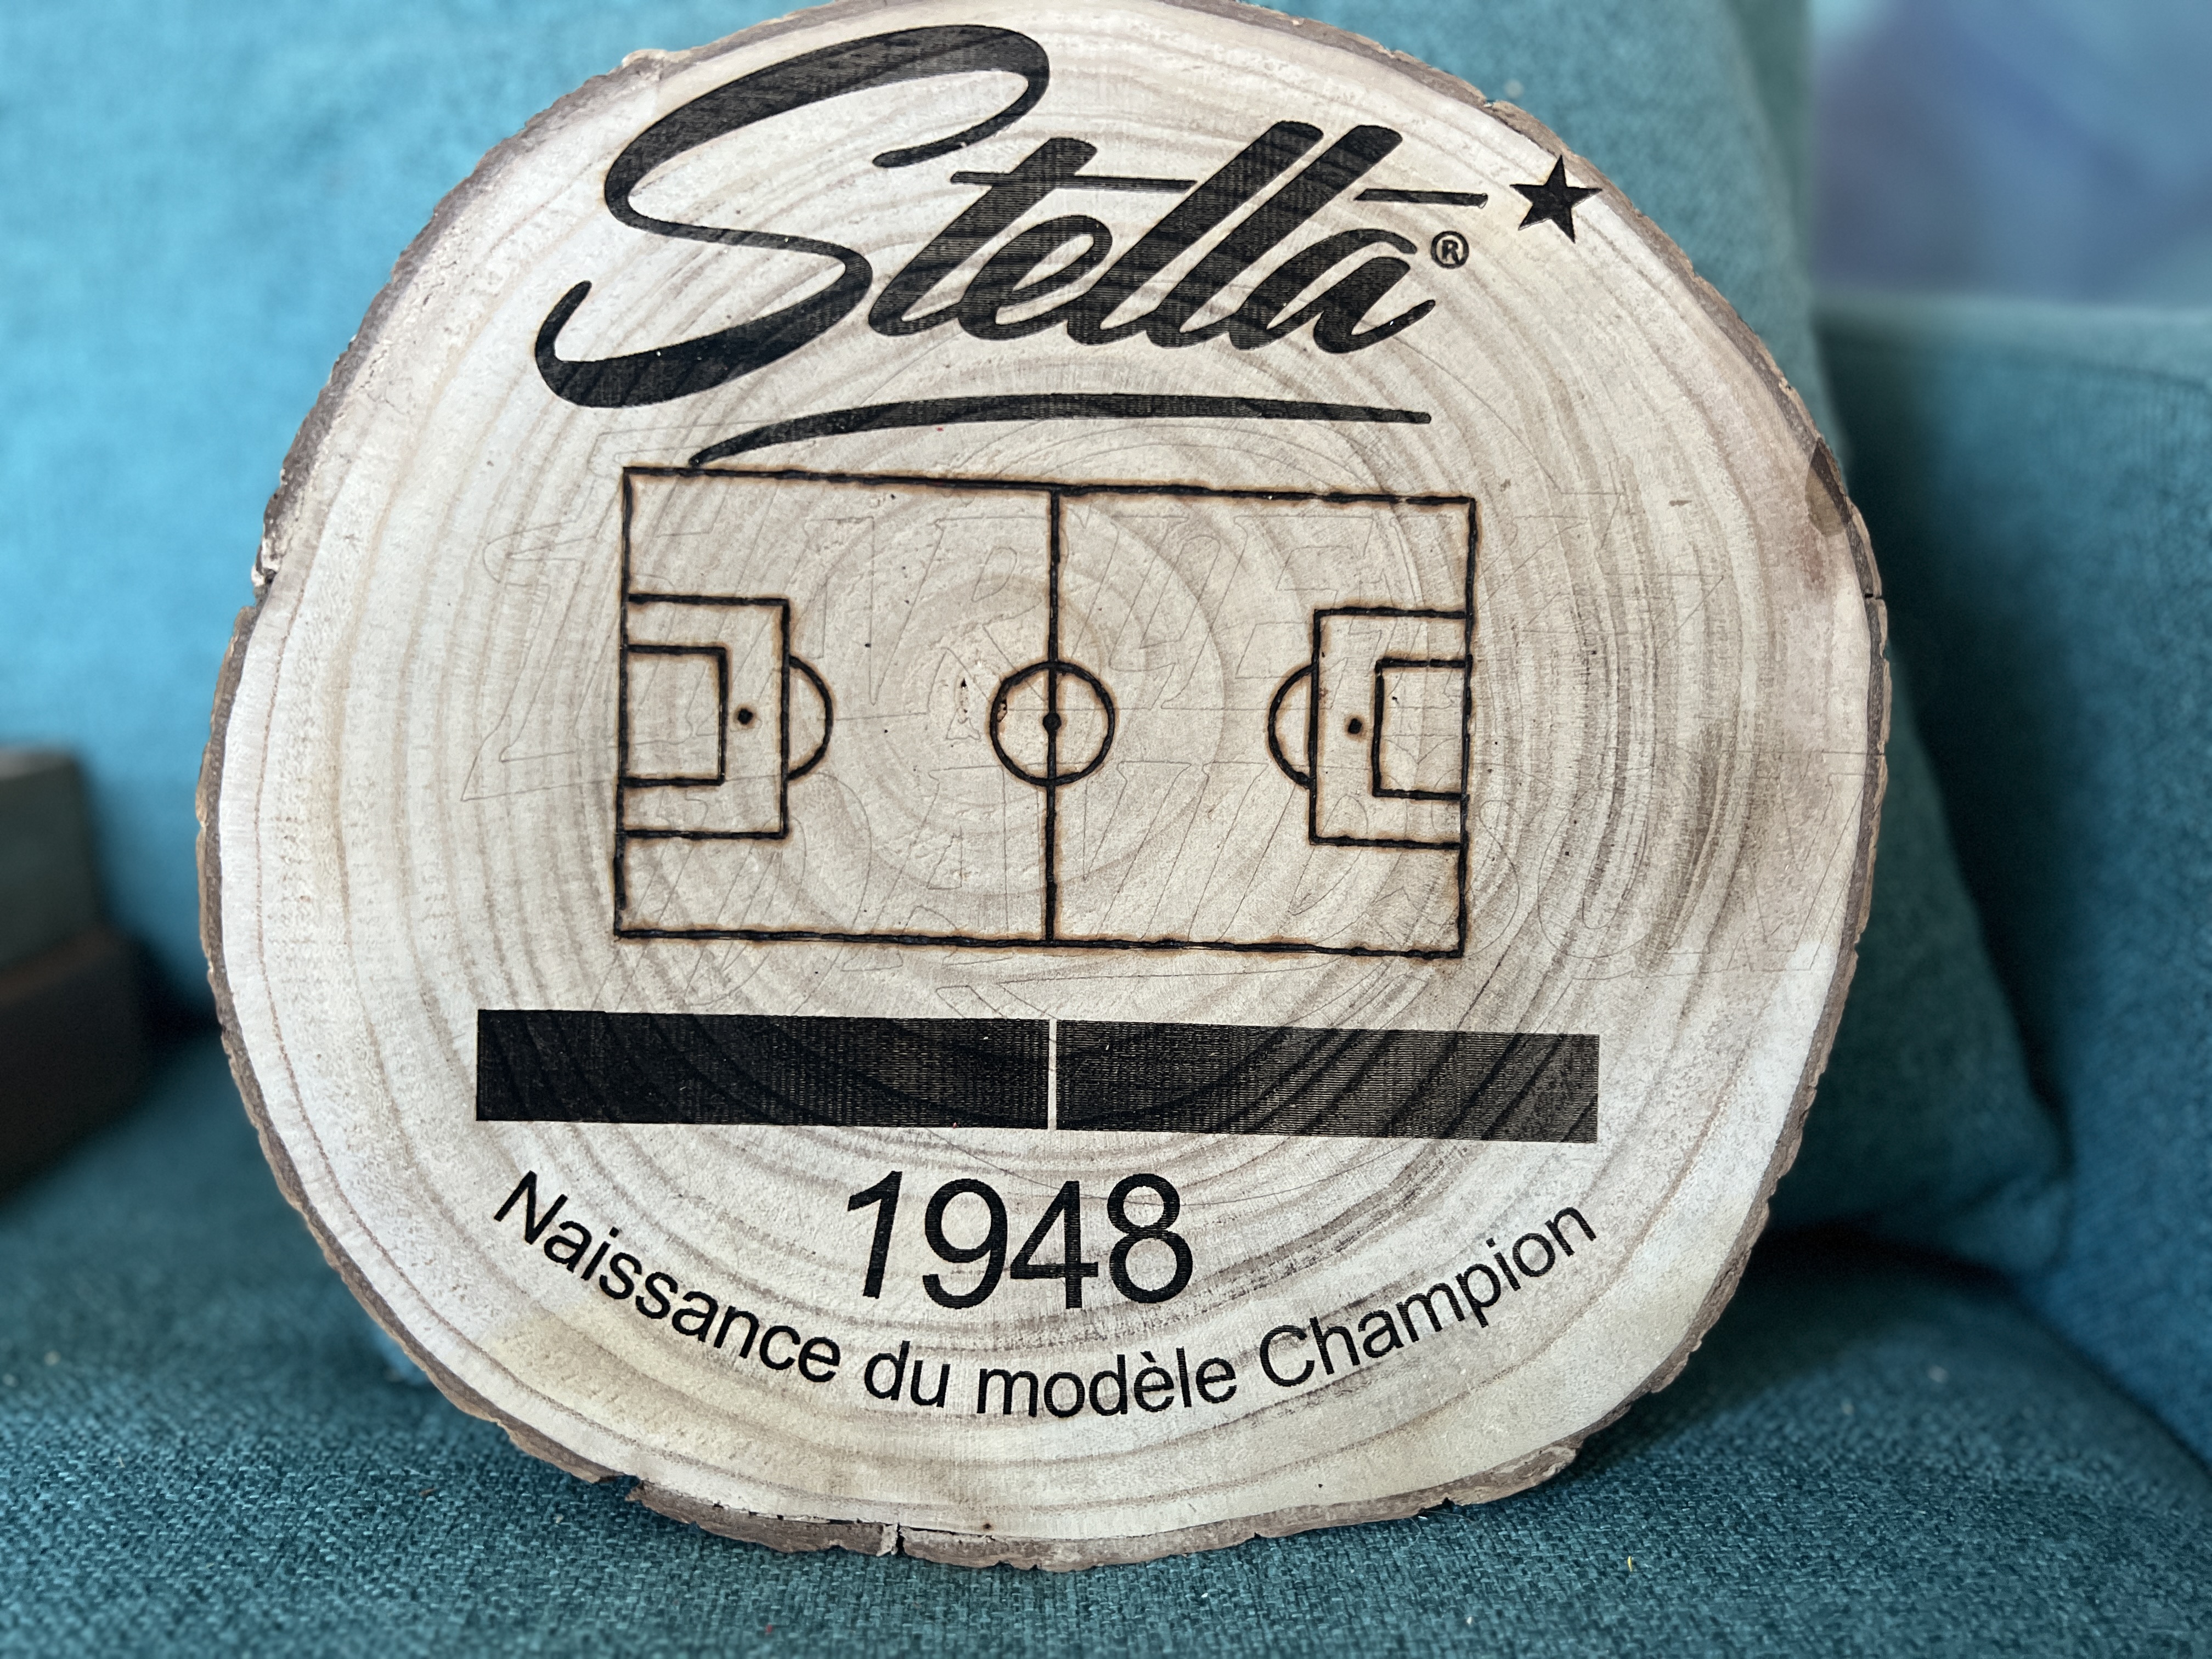 Stella®
1948
Naissance du modèle Champion